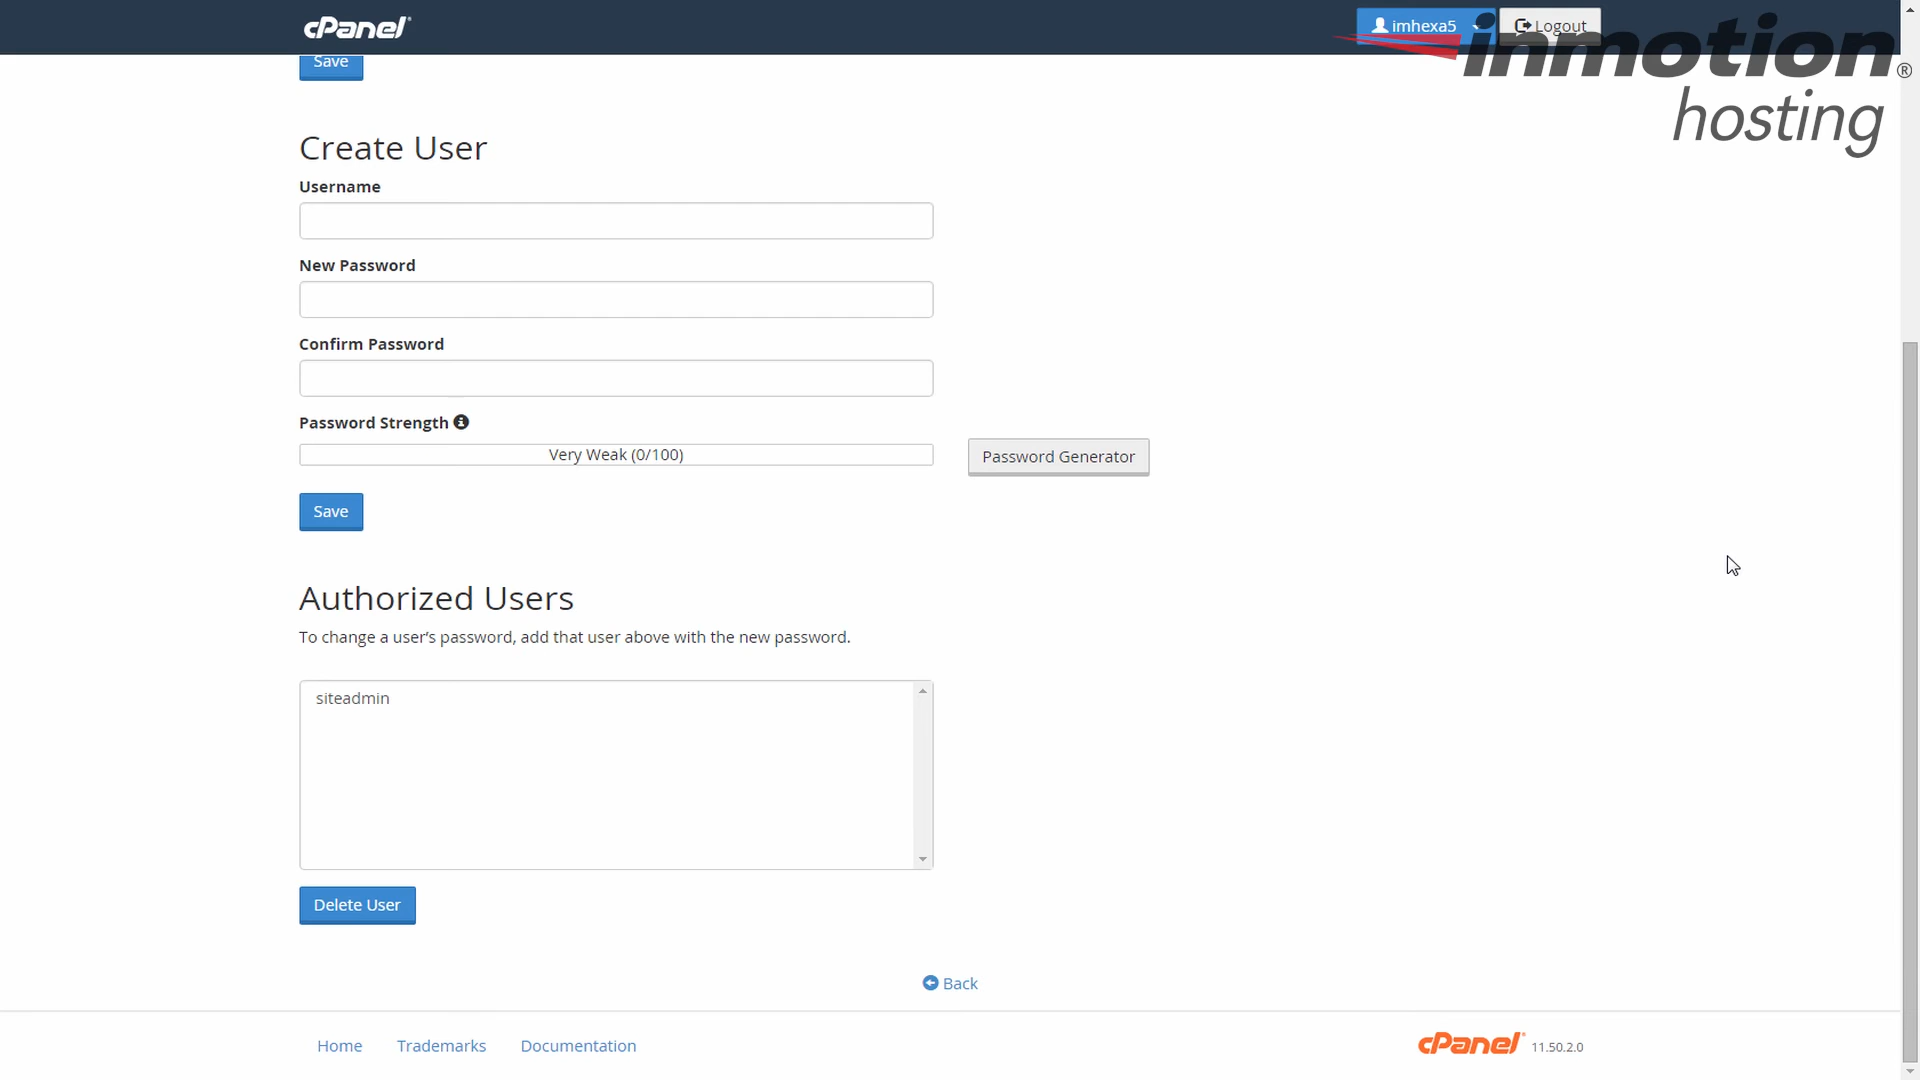 cPanel
imhexa5
Logout
inmotion®
hosting
Save
Create User
Username
New Password
Confirm Password
Password Strength
Very Weak (0/100)
Password Generator
Save
Authorized Users
To change a user's password, add that user above with the new password.
siteadmin
Delete User
Back
Home
Trademarks
Documentation
cPanel® 11.50.2.0